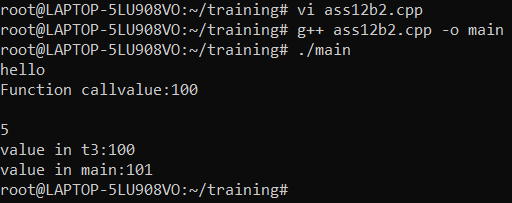 root@LAPTOP-5LU908VO:~/training# vi ass12b2.cpp
root@LAPTOP-5LU908VO:~/training# g++ ass12b2.cpp -o main
root@LAPTOP-5LU908VO:~/training# ./main
hello
Function callvalue:100
5
value in t3:100
value in main:101
root@LAPTOP-5LU908VO:~/training#